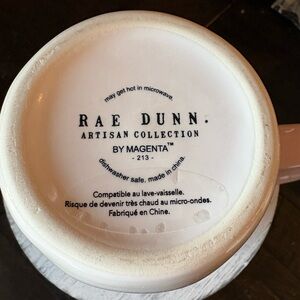 may get hot in microwave.
RAE DUNN.
ARTISAN COLLECTION
BY MAGENTA™
- 213 -
dishwasher safe. made in china.
Compatible au lave-vaisselle.
Risque de devenir très chaud au micro-ondes.
Fabriqué en Chine.